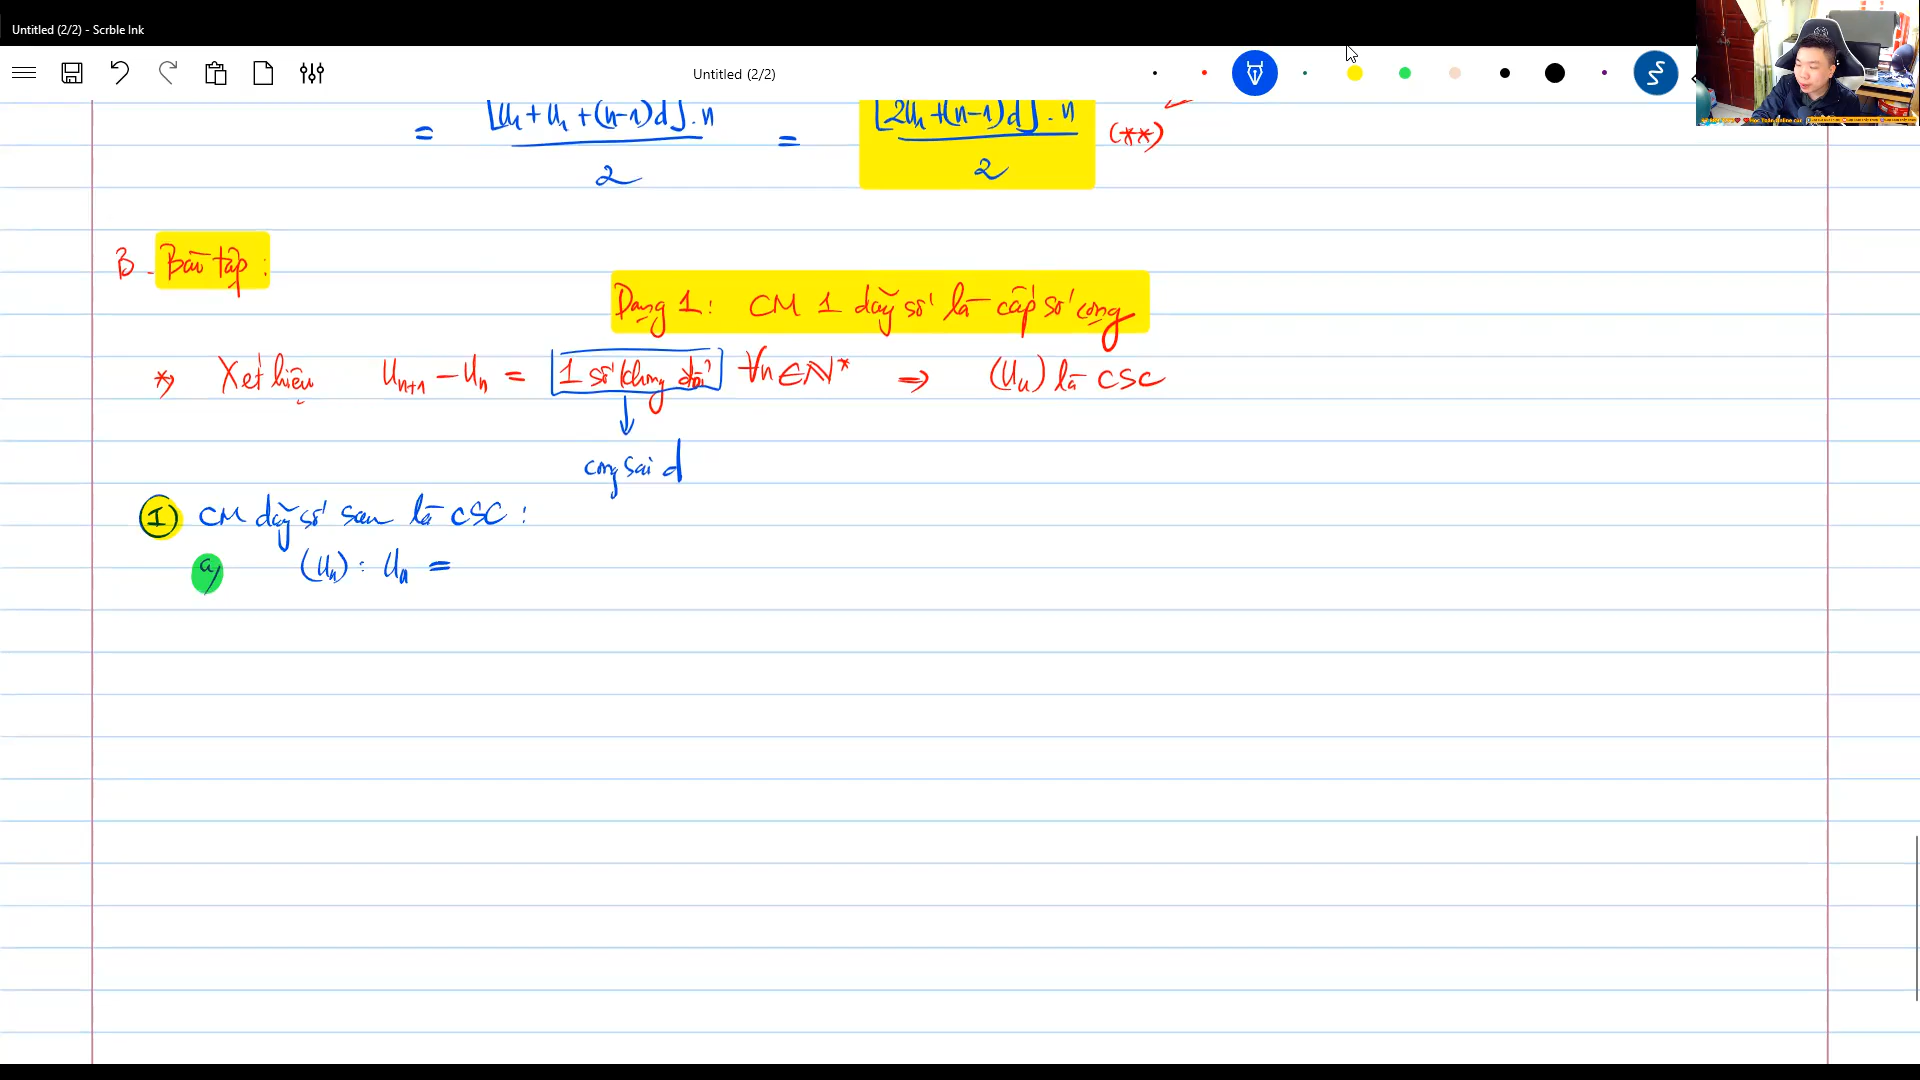 Untitled (2/2) - Scrble Ink
Untitled (2/2)
= [U₁ + U₁ + (n-1)d] . n / 2 = [2U₁ + (n-1)d] . n / 2 (**)
B. Bài tập:
Dạng 1: CM 1 dãy số là cấp số cộng
* Xét hiệu Uₙ₊₁ - Uₙ = 1 số không đổi ∀n ∈ N* ⇒ (Uₙ) là CSC
công sai d
I) CM dãy số sau là CSC:
a) (Uₙ): Uₙ =